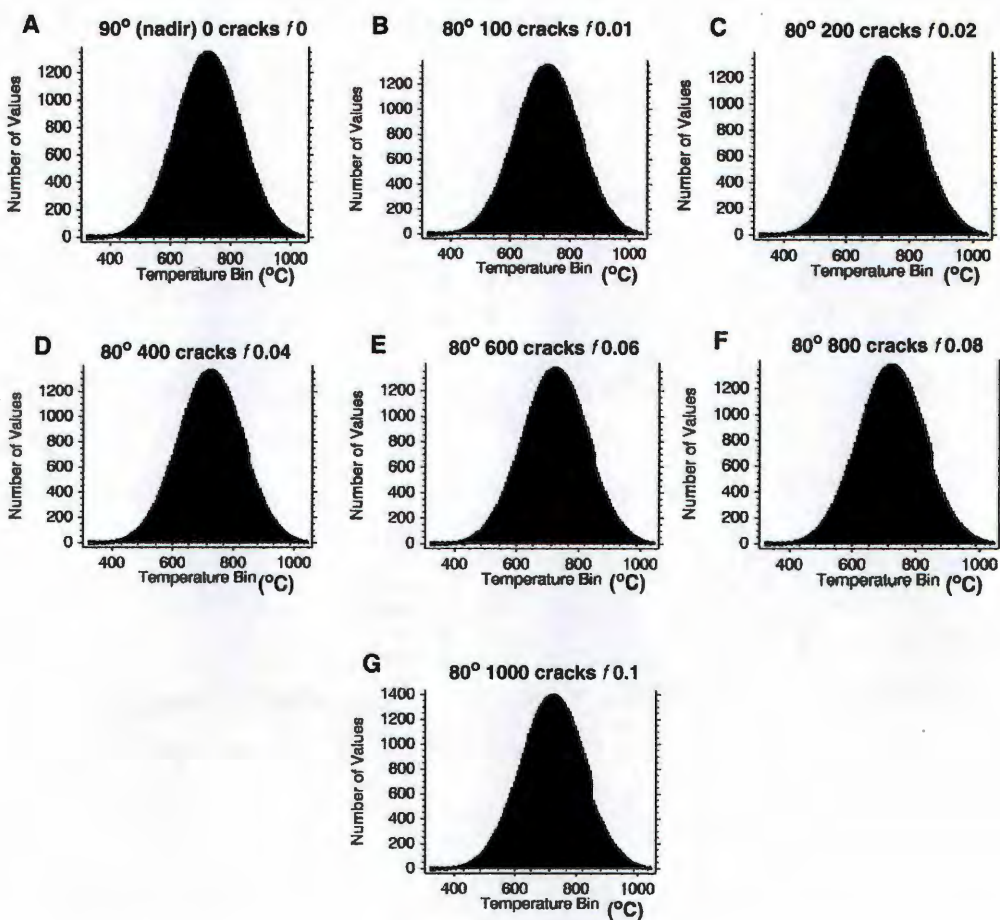 A
90° (nadir) 0 cracks f 0
Number of Values
1200
1000
800
600
400
200
0
400 600 800 1000
Temperature Bin (°C)
B
80° 100 cracks f 0.01
Number of Values
1200
1000
800
600
400
200
0
400 600 800 1000
Temperature Bin (°C)
C
80° 200 cracks f 0.02
Number of Values
1200
1000
800
600
400
200
0
400 600 800 1000
Temperature Bin (°C)
D
80° 400 cracks f 0.04
Number of Values
1200
1000
800
600
400
200
0
400 600 800 1000
Temperature Bin (°C)
E
80° 600 cracks f 0.06
Number of Values
1200
1000
800
600
400
200
0
400 600 800 1000
Temperature Bin (°C)
F
80° 800 cracks f 0.08
Number of Values
1200
1000
800
600
400
200
0
400 600 800 1000
Temperature Bin (°C)
G
80° 1000 cracks f 0.1
Number of Values
1400
1200
1000
800
600
400
200
0
400 600 800 1000
Temperature Bin (°C)